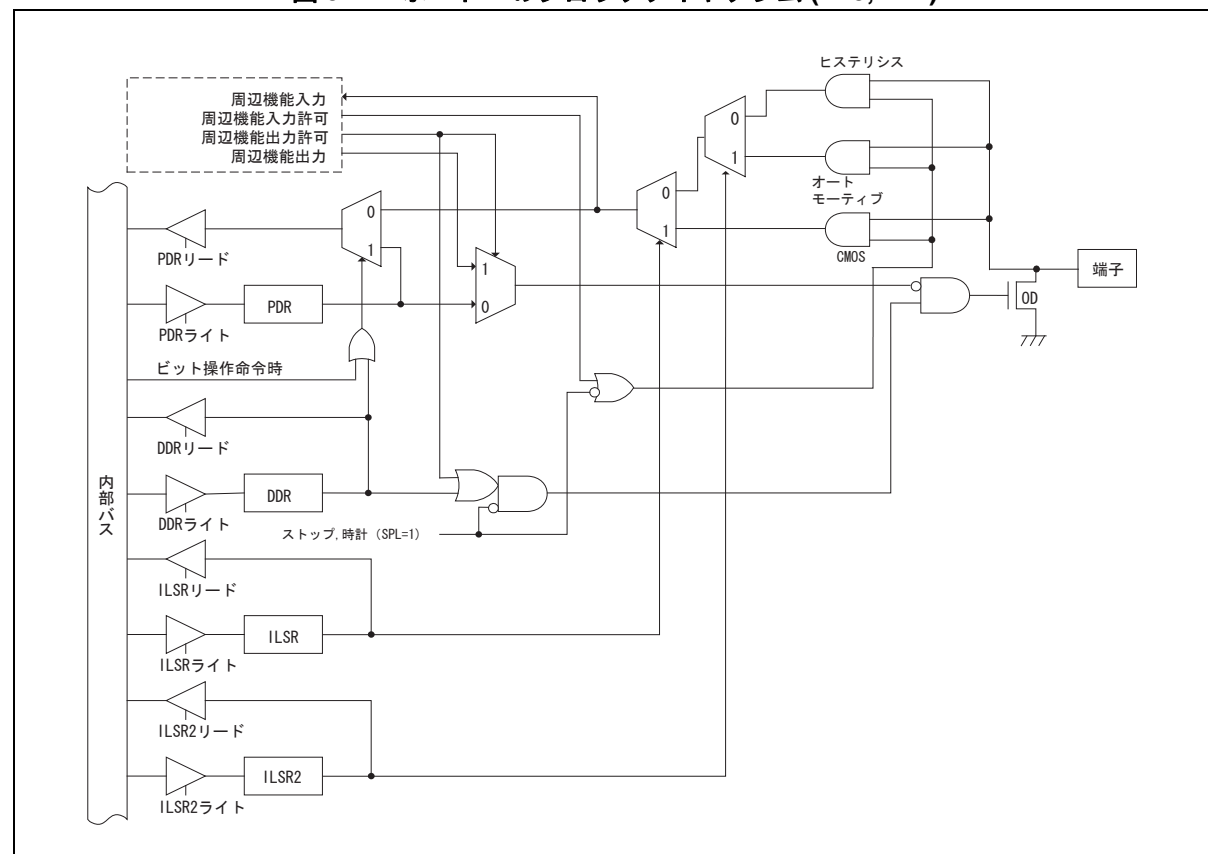 ヒステリシス
周辺機能入力
周辺機能入力許可
周辺機能出力許可
周辺機能出力
0
1
オート
モーティブ
0
1
CMOS
0
1
PDRリード
1
0
端子
OD
PDR
PDRライト
ビット操作命令時
DDRリード
内部バス
DDR
DDRライト
ストップ,時計 (SPL=1)
ILSRリード
ILSR
ILSRライト
ILSR2リード
ILSR2
ILSR2ライト